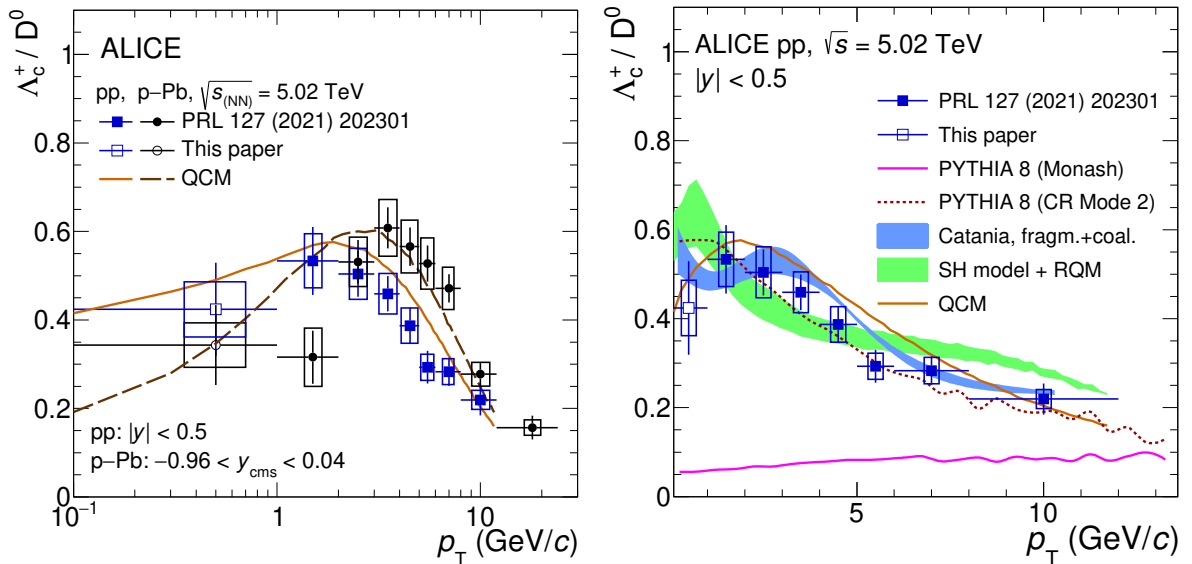 Λc+ / D0
1
0.8
0.6
0.4
0.2
0
ALICE
pp, p−Pb, √s(NN) = 5.02 TeV
PRL 127 (2021) 202301
This paper
QCM
pp: |y| < 0.5
p−Pb: −0.96 < ycms < 0.04
10−1
1
10
pT (GeV/c)
Λc+ / D0
1
0.8
0.6
0.4
0.2
0
ALICE pp, √s = 5.02 TeV
|y| < 0.5
PRL 127 (2021) 202301
This paper
PYTHIA 8 (Monash)
PYTHIA 8 (CR Mode 2)
Catania, fragm.+coal.
SH model + RQM
QCM
5
10
pT (GeV/c)